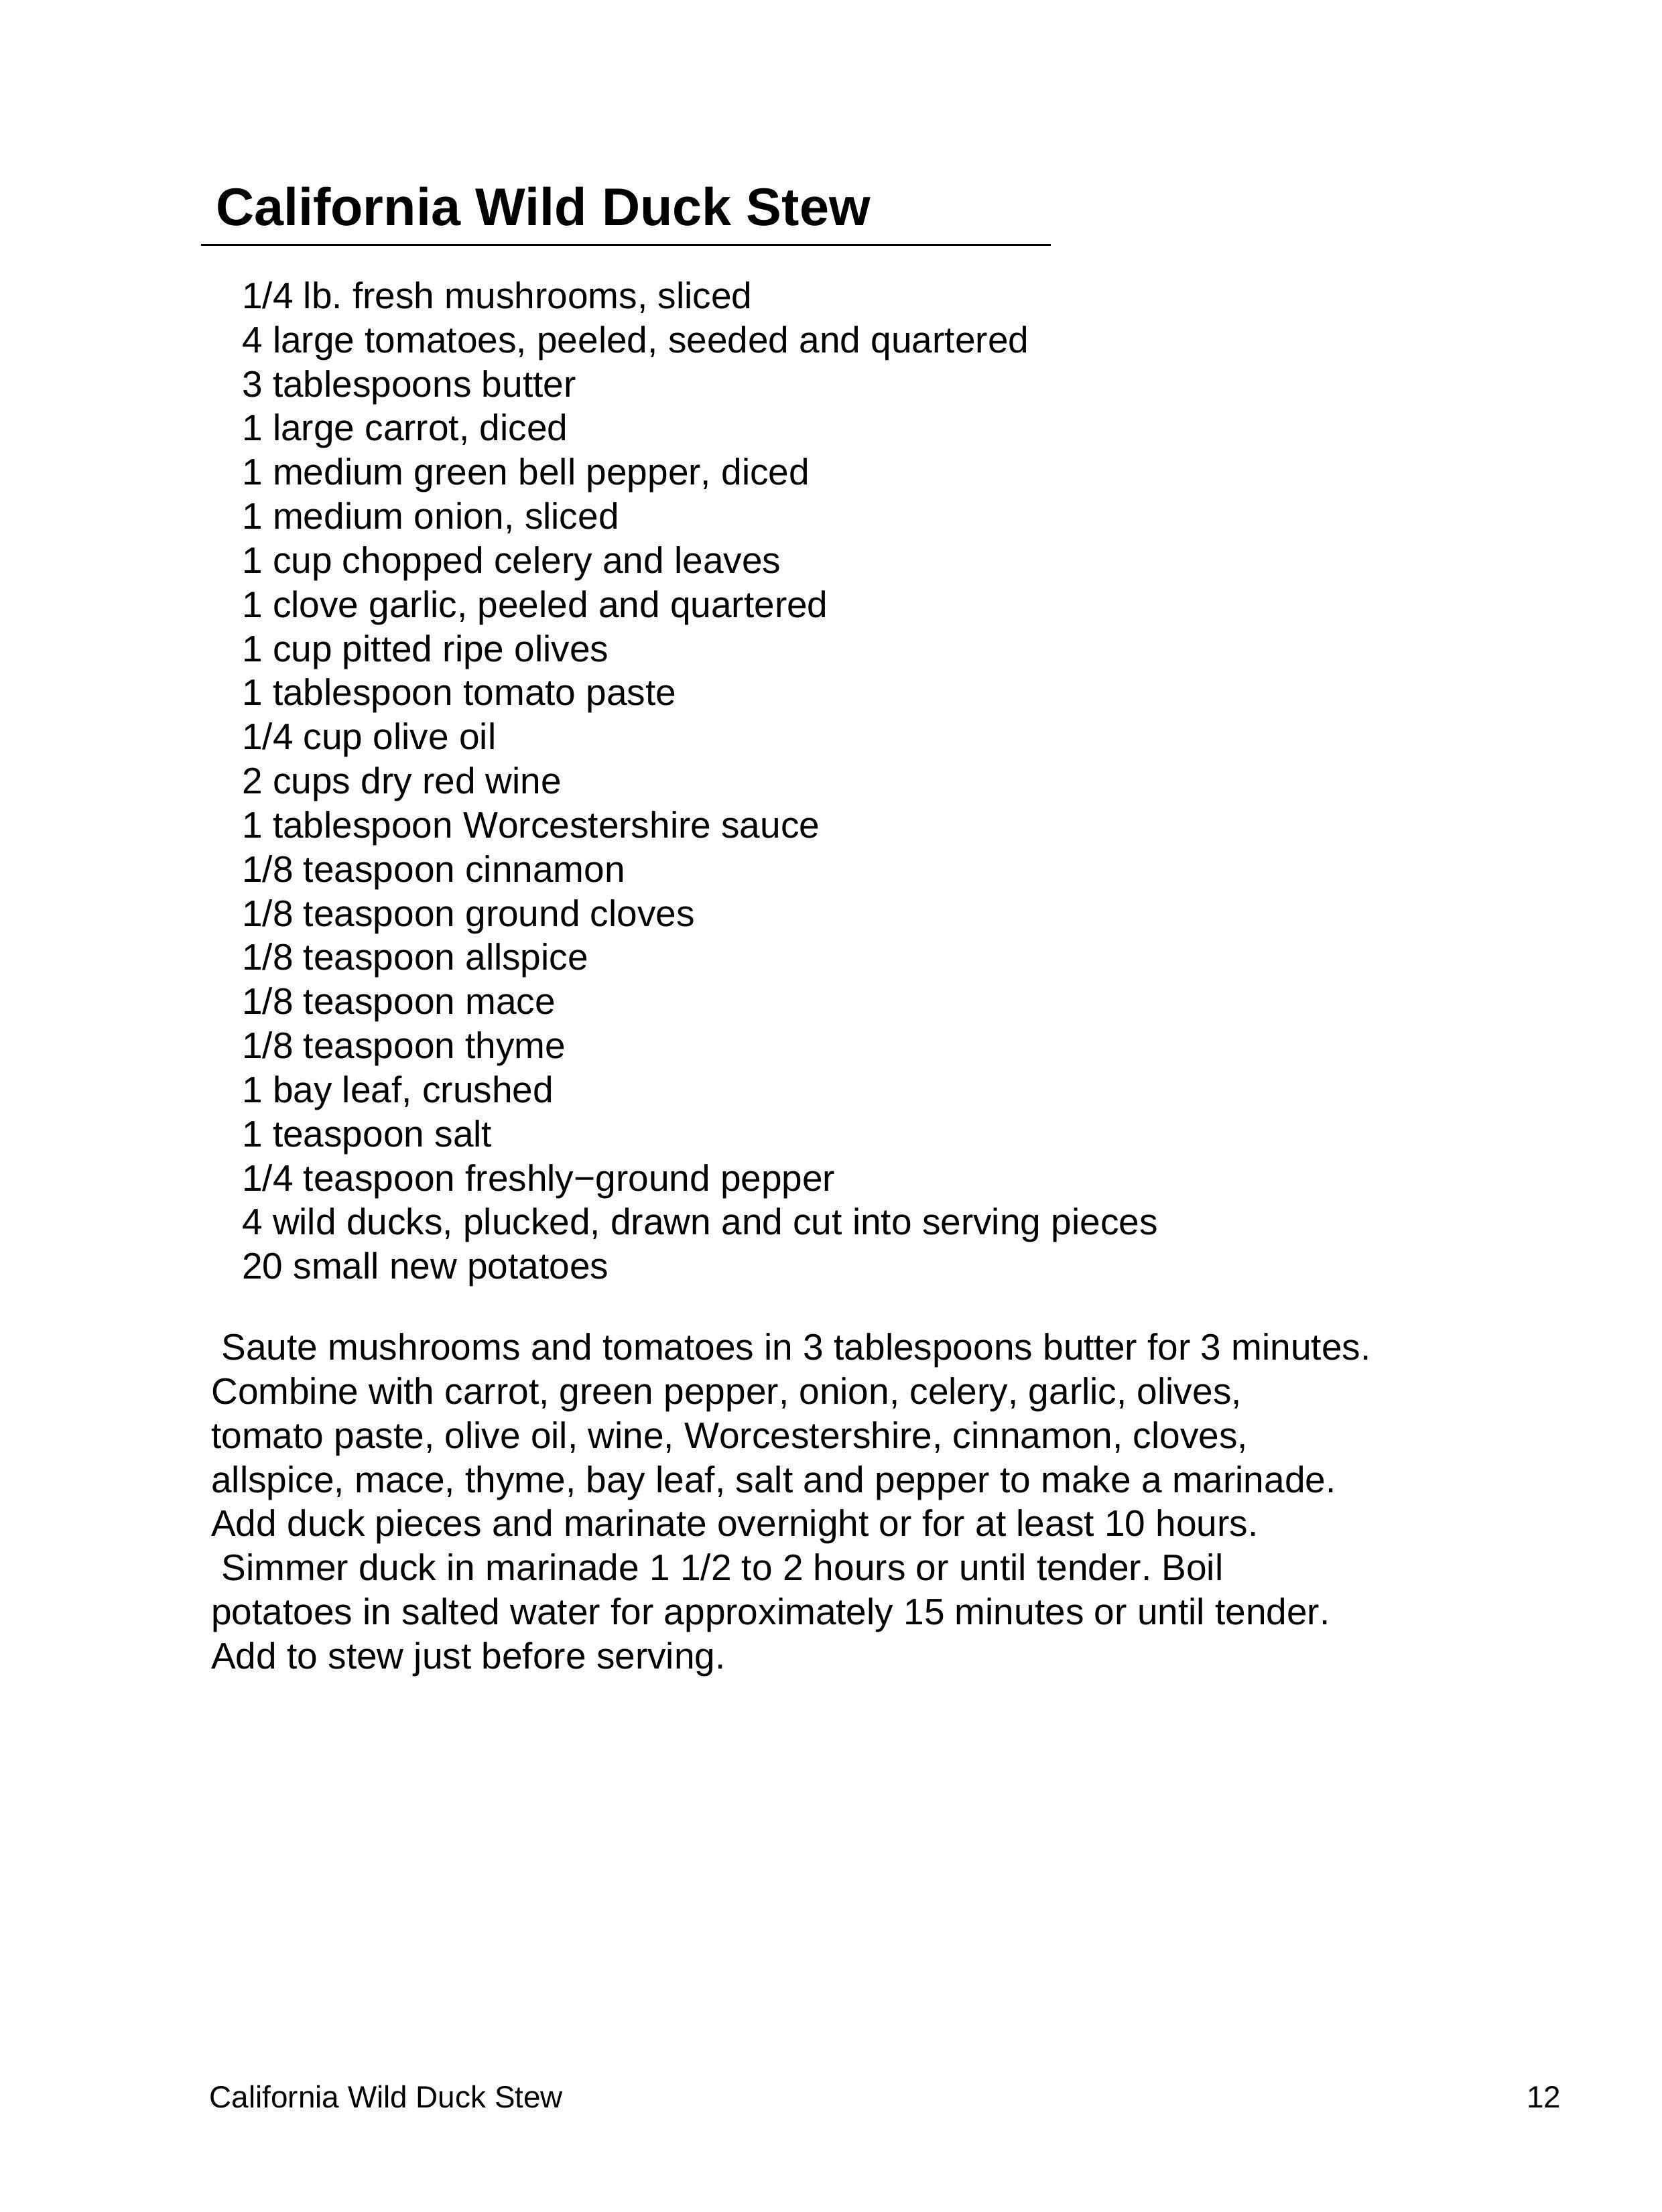 California Wild Duck Stew
1/4 lb. fresh mushrooms, sliced
4 large tomatoes, peeled, seeded and quartered
3 tablespoons butter
1 large carrot, diced
1 medium green bell pepper, diced
1 medium onion, sliced
1 cup chopped celery and leaves
1 clove garlic, peeled and quartered
1 cup pitted ripe olives
1 tablespoon tomato paste
1/4 cup olive oil
2 cups dry red wine
1 tablespoon Worcestershire sauce
1/8 teaspoon cinnamon
1/8 teaspoon ground cloves
1/8 teaspoon allspice
1/8 teaspoon mace
1/8 teaspoon thyme
1 bay leaf, crushed
1 teaspoon salt
1/4 teaspoon freshly−ground pepper
4 wild ducks, plucked, drawn and cut into serving pieces
20 small new potatoes
Saute mushrooms and tomatoes in 3 tablespoons butter for 3 minutes.
Combine with carrot, green pepper, onion, celery, garlic, olives,
tomato paste, olive oil, wine, Worcestershire, cinnamon, cloves,
allspice, mace, thyme, bay leaf, salt and pepper to make a marinade.
Add duck pieces and marinate overnight or for at least 10 hours.
Simmer duck in marinade 1 1/2 to 2 hours or until tender. Boil
potatoes in salted water for approximately 15 minutes or until tender.
Add to stew just before serving.
California Wild Duck Stew 12